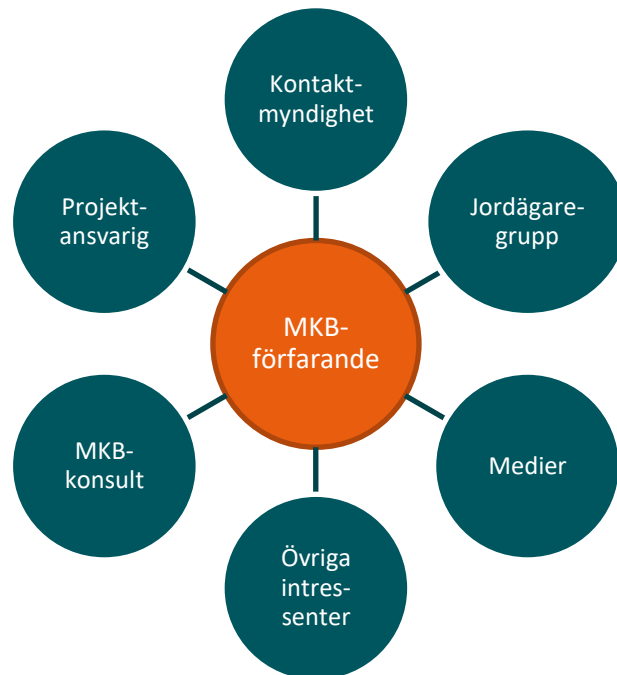 Kontakt-
myndighet
Projekt-
ansvarig
Jordägare-
grupp
MKB-
förfarande
MKB-
konsult
Medier
Övriga
intres-
senter